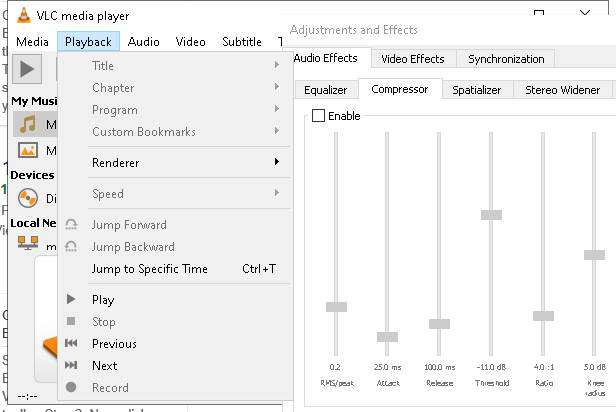 VLC media player
Media Playback Audio Video Subtitle T
Title
Chapter
Program
Custom Bookmarks
Renderer
Speed
Jump Forward
Jump Backward
Jump to Specific Time Ctrl+T
Play
Stop
Previous
Next
Record
My Musi
M
M
Devices
Di
Local Ne
m
--:--
Adjustments and Effects
Audio Effects Video Effects Synchronization
Equalizer Compressor Spatializer Stereo Widener
Enable
0.2 25.0 ms 100.0 ms -11.0 dB 4.0 :1 5.0 dB
RMS/peak Attack Release Threshold Ratio Knee
radius